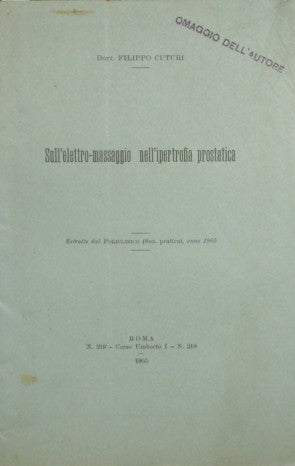 OMAGGIO DELL'AUTORE
Dott. FILIPPO CUTURI
Sull'elettro-massaggio nell'ipertrofia prostatica
Estratto dal POLICLINICO (Sez. pratica), anno 1905
ROMA
N. 219 - Corso Umberto I - N. 219
1905